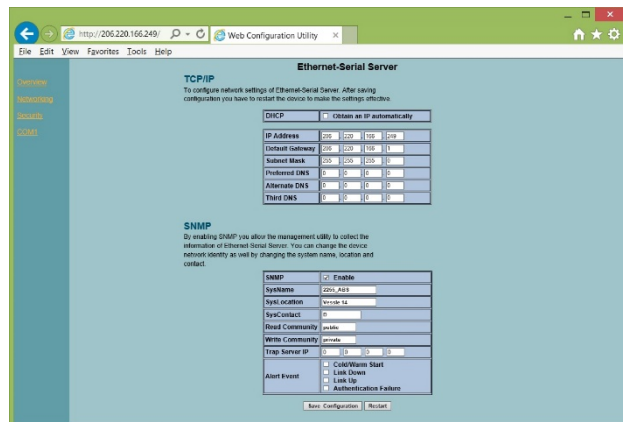 http://206.220.166.249/
Web Configuration Utility
File Edit View Favorites Tools Help
Ethernet-Serial Server
Overview
Networking
Security
COM1
TCP/IP
To configure network settings of Ethernet-Serial Server. After saving
configuration you have to restart the device to make the settings effective.
DHCP Obtain an IP automatically
IP Address 206 220 166 249
Default Gateway 206 220 166 1
Subnet Mask 255 255 255 0
Preferred DNS 0 0 0 0
Alternate DNS 0 0 0 0
Third DNS 0 0 0 0
SNMP
By enabling SNMP you allow the management utility to collect the
information of Ethernet-Serial Server. You can change the device
network identity as well by changing the system name, location and
contact.
SNMP Enable
SysName
SysLocation
SysContact
Read Community public
Write Community private
Trap Server IP 0 0 0 0
Alert Event
Cold/Warm Start
Link Down
Link Up
Authentication Failure
Save Configuration Restart